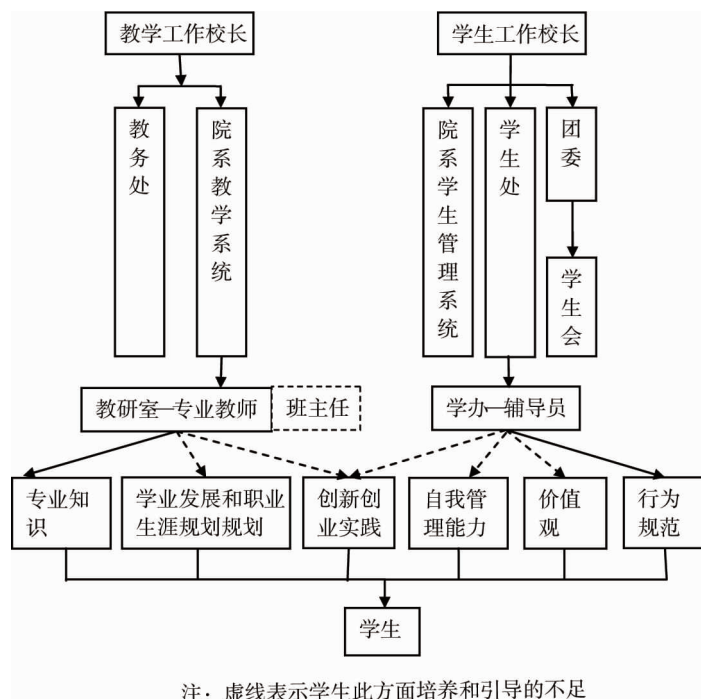 教学工作校长
学生工作校长
教务处
院系教学系统
院系学生管理系统
学生处
团委
学生会
教研室—专业教师
班主任
学办—辅导员
专业知
识
学业发展和职业
生涯规划规划
创新创
业实践
自我管
理能力
价值
观
行为
规范
学生
注：虚线表示学生此方面培养和引导的不足